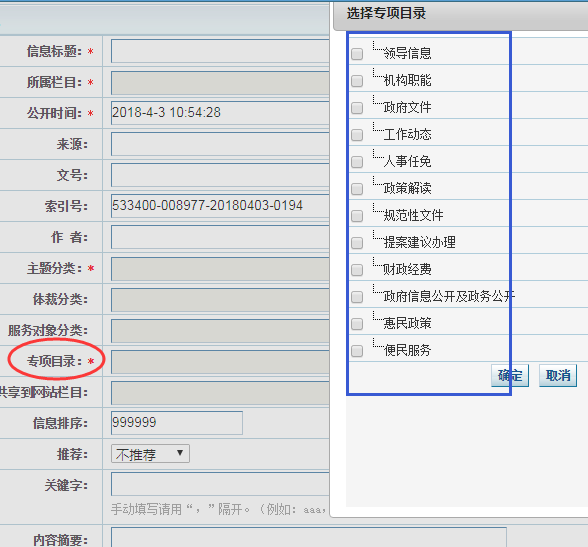 选择专项目录
信息标题：*
所属栏目：*
公开时间：* 2018-4-3 10:54:28
来源：
文号：
索引号： 533400-008977-20180403-0194
作 者：
主题分类：*
体裁分类：
服务对象分类：
专项目录：*
共享到网站栏目：
信息排序： 999999
推荐： 不推荐
关键字：
手动填写请用“，”隔开。（例如：aaa，
内容摘要：
领导信息
机构职能
政府文件
工作动态
人事任免
政策解读
规范性文件
提案建议办理
财政经费
政府信息公开及政务公开
惠民政策
便民服务
确定 取消